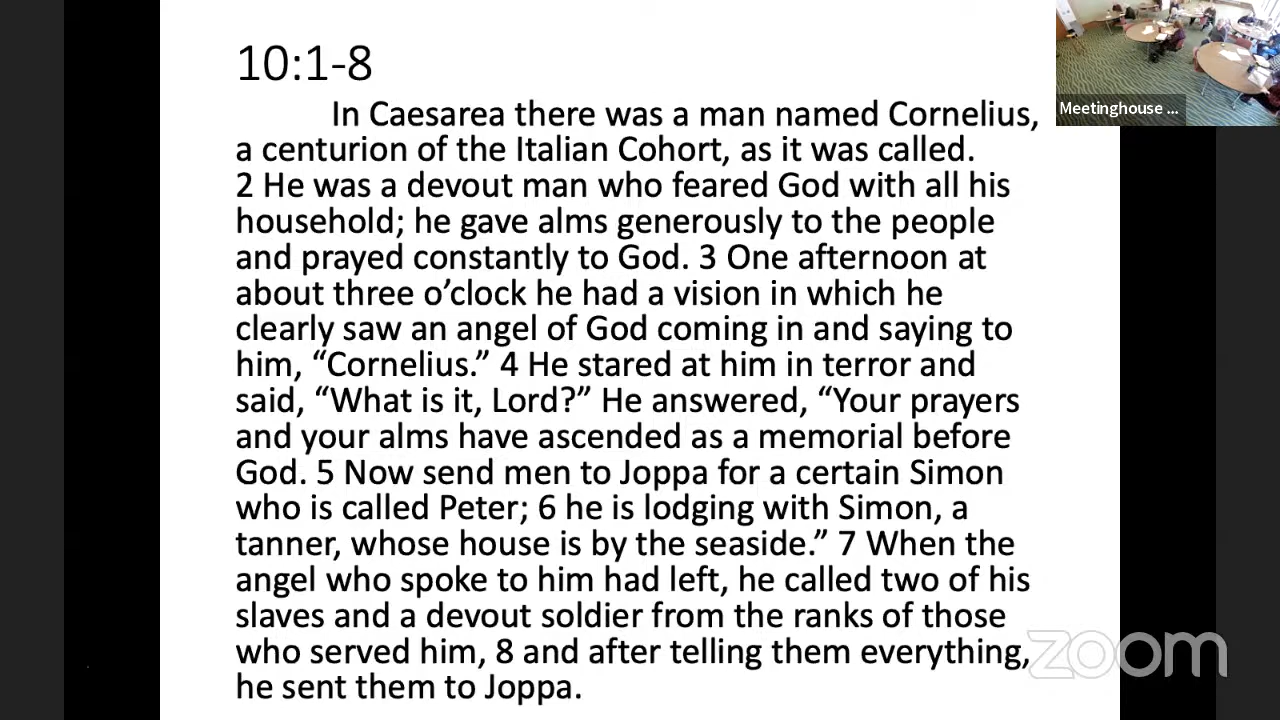 10:1-8
In Caesarea there was a man named Cornelius,
a centurion of the Italian Cohort, as it was called.
2 He was a devout man who feared God with all his
household; he gave alms generously to the people
and prayed constantly to God. 3 One afternoon at
about three o’clock he had a vision in which he
clearly saw an angel of God coming in and saying to
him, “Cornelius.” 4 He stared at him in terror and
said, “What is it, Lord?” He answered, “Your prayers
and your alms have ascended as a memorial before
God. 5 Now send men to Joppa for a certain Simon
who is called Peter; 6 he is lodging with Simon, a
tanner, whose house is by the seaside.” 7 When the
angel who spoke to him had left, he called two of his
slaves and a devout soldier from the ranks of those
who served him, 8 and after telling them everything,
he sent them to Joppa.
Meetinghouse ...
zoom